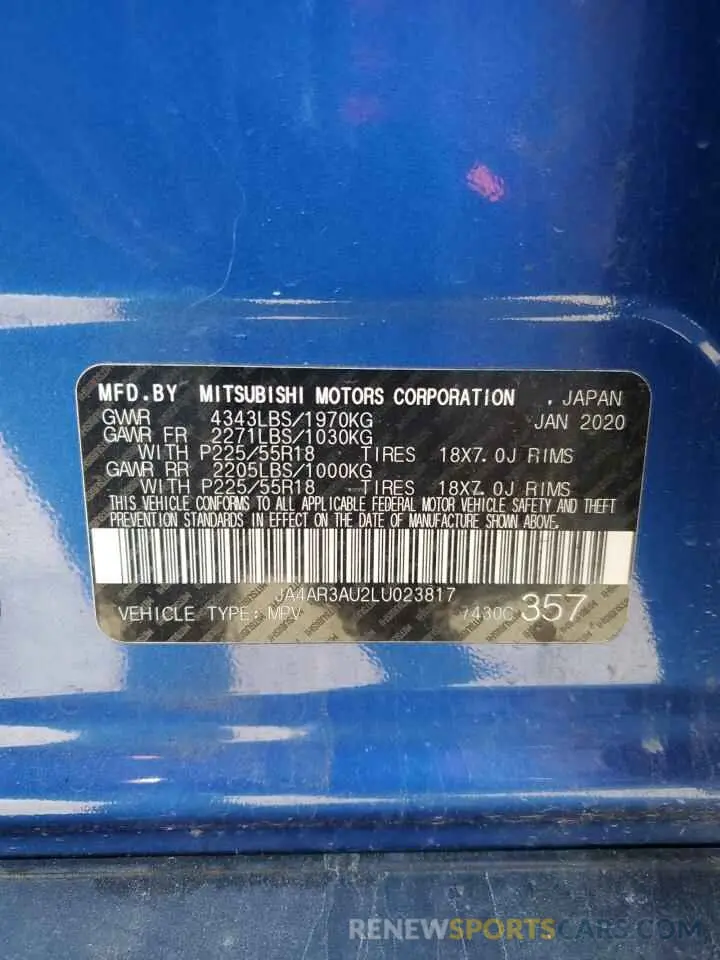 MFD.BY MITSUBISHI MOTORS CORPORATION . JAPAN
GVWR 4343LBS/1970KG JAN 2020
GAWR FR 2271LBS/1030KG
WITH P225/55R18 TIRES 18X7.0J RIMS
GAWR RR 2205LBS/1000KG
WITH P225/55R18 TIRES 18X7.0J RIMS
THIS VEHICLE CONFORMS TO ALL APPLICABLE FEDERAL MOTOR VEHICLE SAFETY AND THEFT
PREVENTION STANDARDS IN EFFECT ON THE DATE OF MANUFACTURE SHOWN ABOVE.
JA4AR3AU2LU023817
VEHICLE TYPE: MPV 7430C 357
RENEWSPORTSCARS.COM